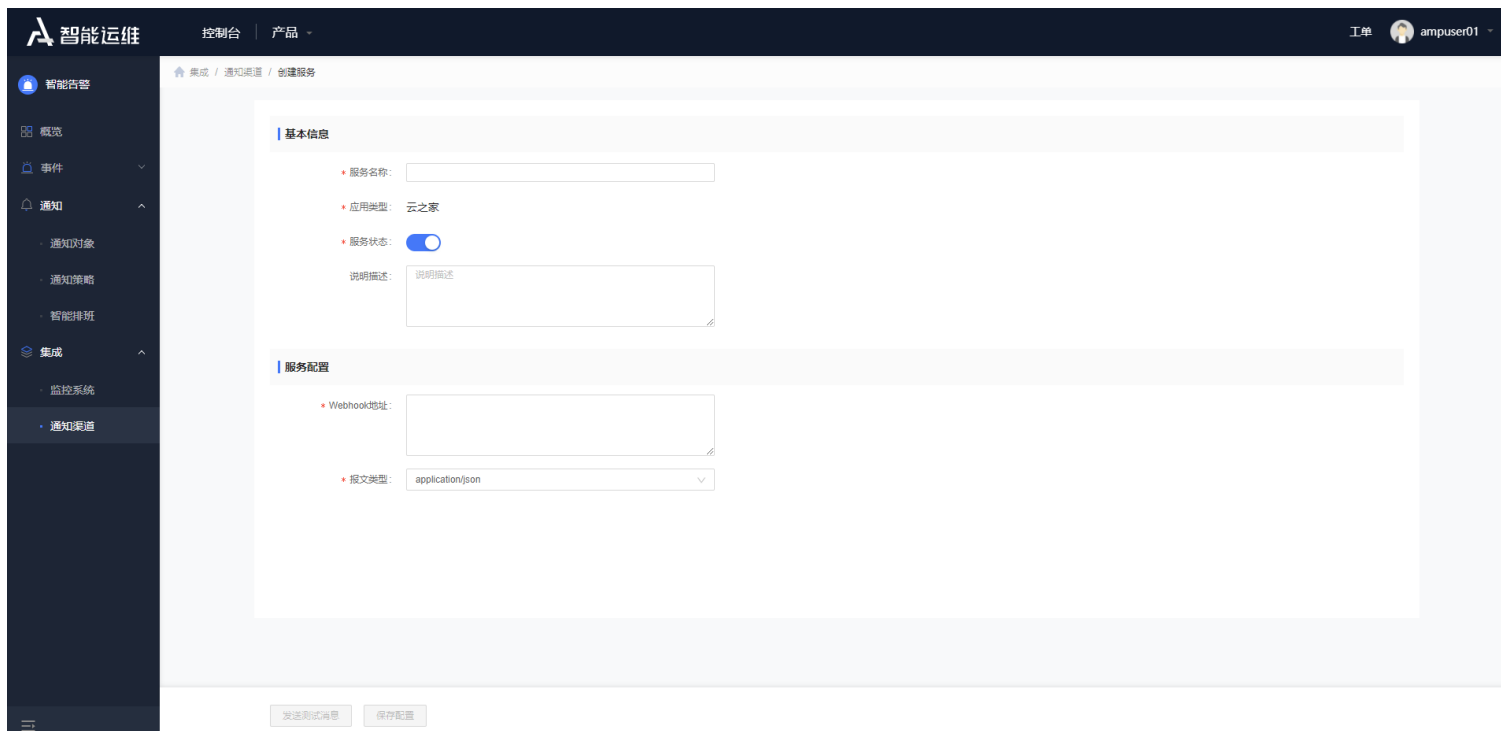 智能运维
控制台
产品
工单
ampuser01
智能告警
概览
事件
通知
通知对象
通知策略
智能排班
集成
监控系统
通知渠道
集成 / 通知渠道 / 创建服务
基本信息
* 服务名称:
* 应用类型: 云之家
* 服务状态:
说明描述: 说明描述
服务配置
* Webhook地址:
* 报文类型: application/json
发送测试消息
保存配置